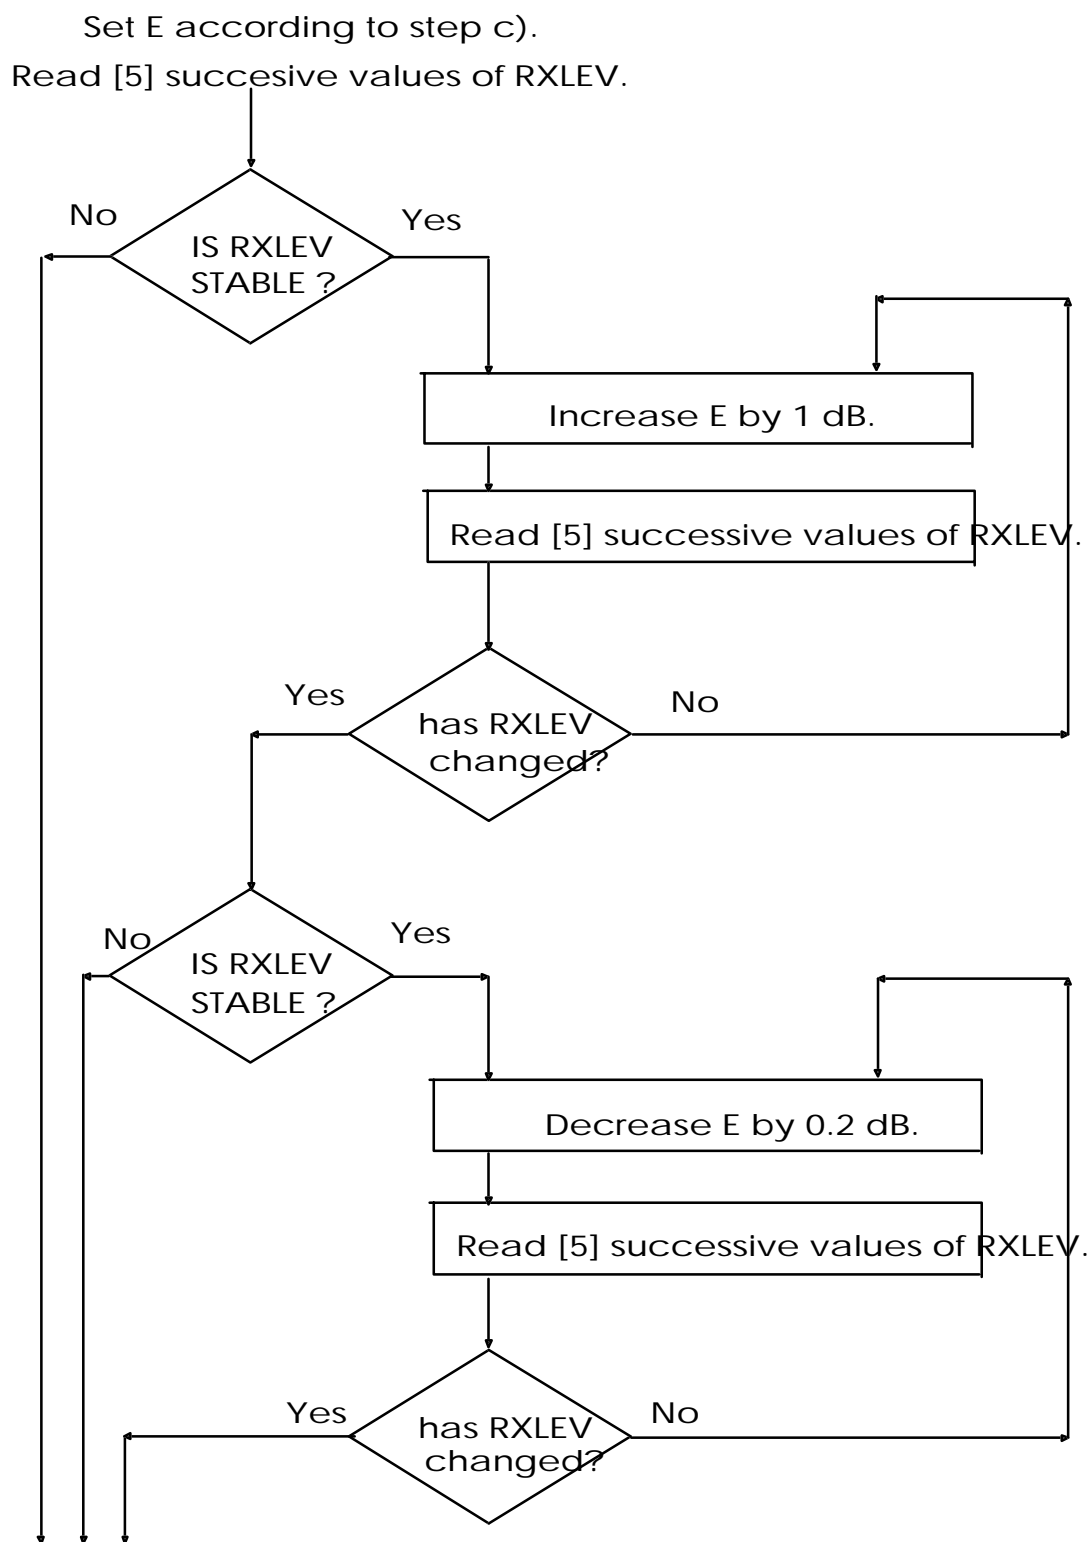 Set E according to step c).
Read [5] succesive values of RXLEV.
No
Yes
IS RXLEV
STABLE ?
Increase E by 1 dB.
Read [5] successive values of RXLEV.
Yes
No
has RXLEV
changed?
No
Yes
IS RXLEV
STABLE ?
Decrease E by 0.2 dB.
Read [5] successive values of RXLEV.
Yes
No
has RXLEV
changed?